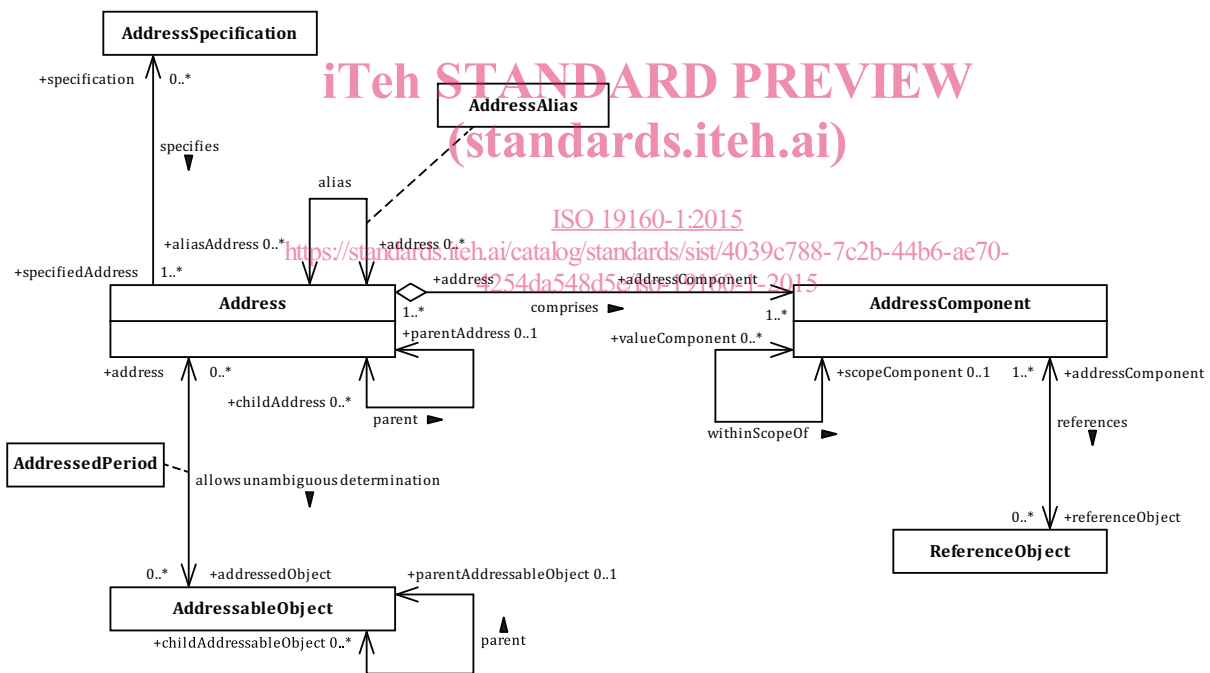 AddressSpecification
+specification 0..*
iTeh STANDARD PREVIEW
AddressAlias
(standards.iteh.ai)
specifies
alias
ISO 19160-1:2015
+aliasAddress 0..* +address 0..*
https://standards.iteh.ai/catalog/standards/sist/4039c788-7c2b-44b6-ae70-
4254da548d5e/iso-19160-1-2015
+specifiedAddress 1..*
+address +addressComponent
Address
AddressComponent
1..* comprises 1..*
+parentAddress 0..1
+valueComponent 0..*
+address 0..*
+scopeComponent 0..1
1..* +addressComponent
+childAddress 0..*
parent
withinScopeOf
references
AddressedPeriod
allows unambiguous determination
0..* +referenceObject
ReferenceObject
0..* +addressedObject
+parentAddressableObject 0..1
AddressableObject
+childAddressableObject 0..*
parent